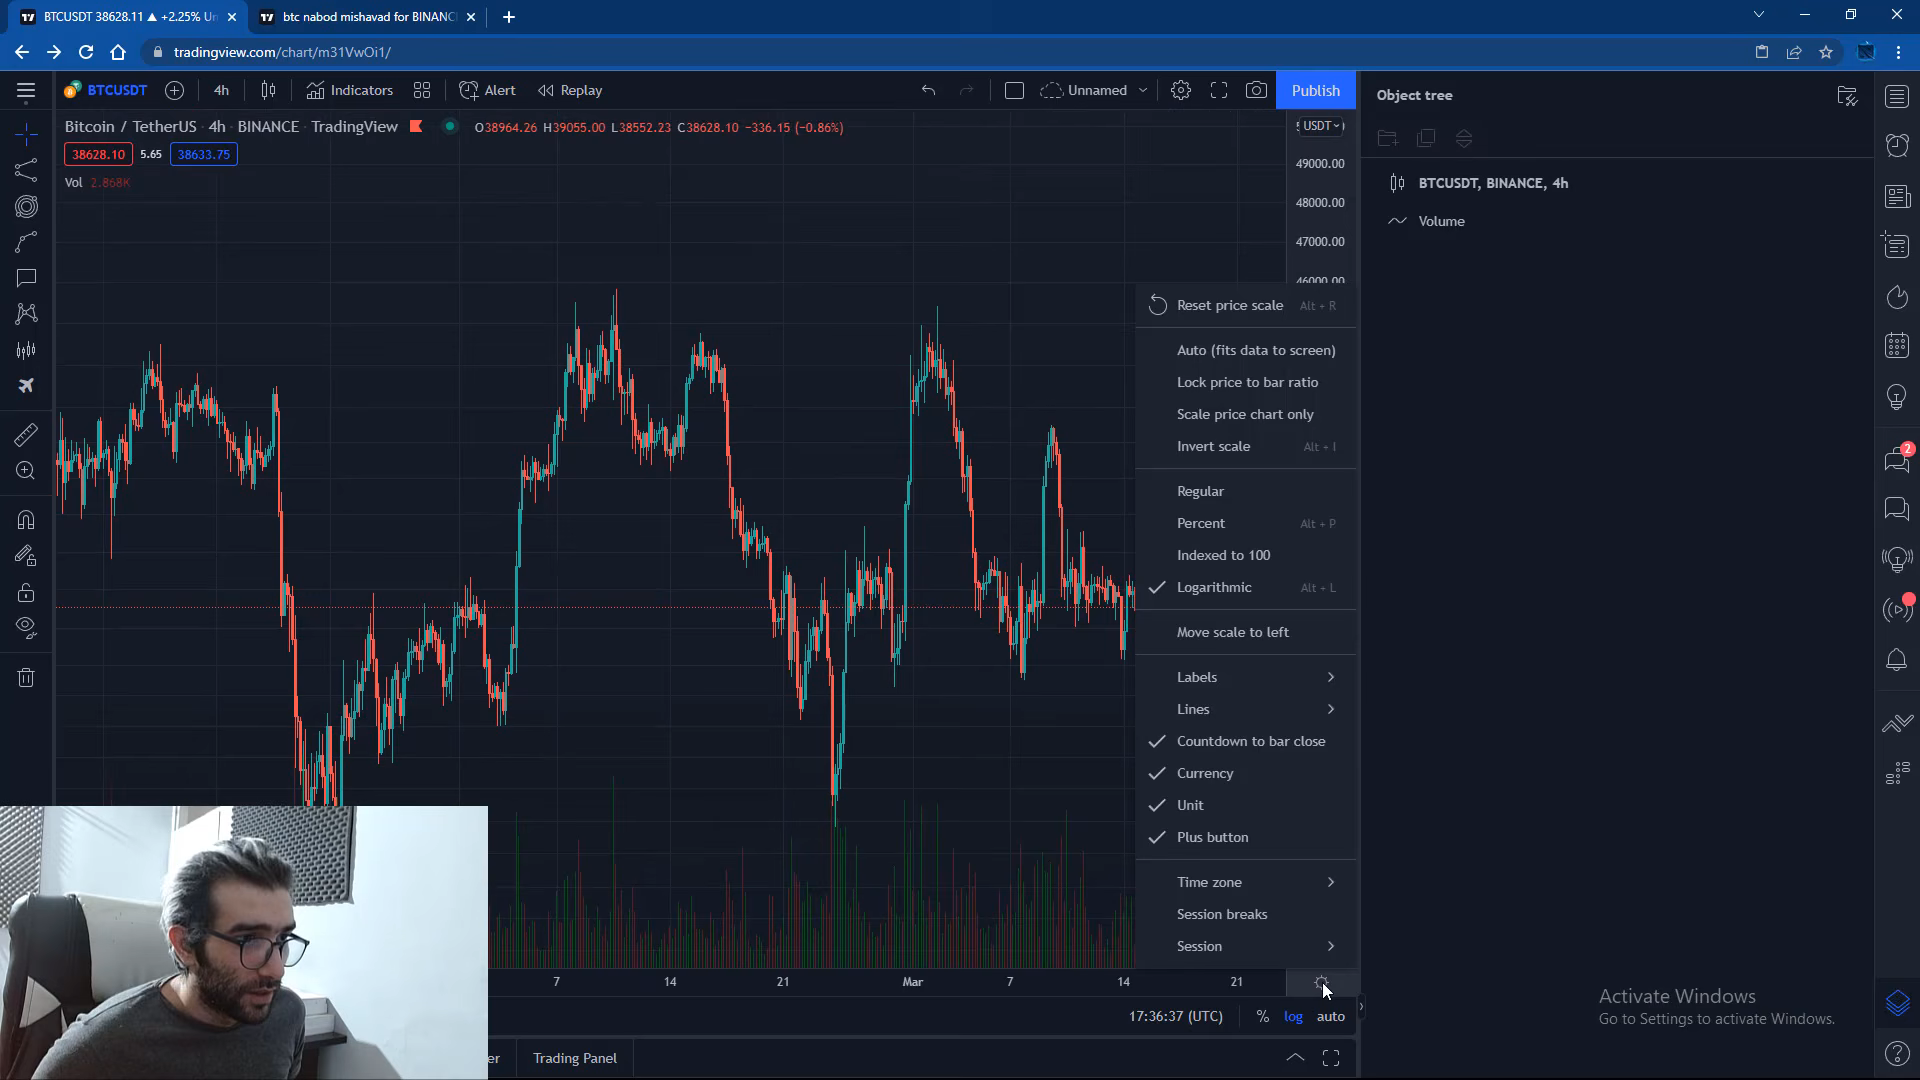 BTCUSDT 38628.11 ▲ +2.25% Un
btc nabod mishavad for BINANC
tradingview.com/chart/m31VwOi1/
BTCUSDT
4h
Indicators
Alert
Replay
Unnamed
Publish
Object tree
Bitcoin / TetherUS · 4h · BINANCE · TradingView
O38964.26 H39055.00 L38552.23 C38628.10 −336.15 (−0.86%)
USDT
38628.10
5.65
38633.75
Vol 2.868K
49000.00
48000.00
47000.00
46000.00
BTCUSDT, BINANCE, 4h
Volume
Reset price scale Alt + R
Auto (fits data to screen)
Lock price to bar ratio
Scale price chart only
Invert scale Alt + I
Regular
Percent Alt + P
Indexed to 100
Logarithmic Alt + L
Move scale to left
Labels
Lines
Countdown to bar close
Currency
Unit
Plus button
Time zone
Session breaks
Session
2
7
14
21
Mar
7
14
21
17:36:37 (UTC)
%
log
auto
er
Trading Panel
Activate Windows
Go to Settings to activate Windows.